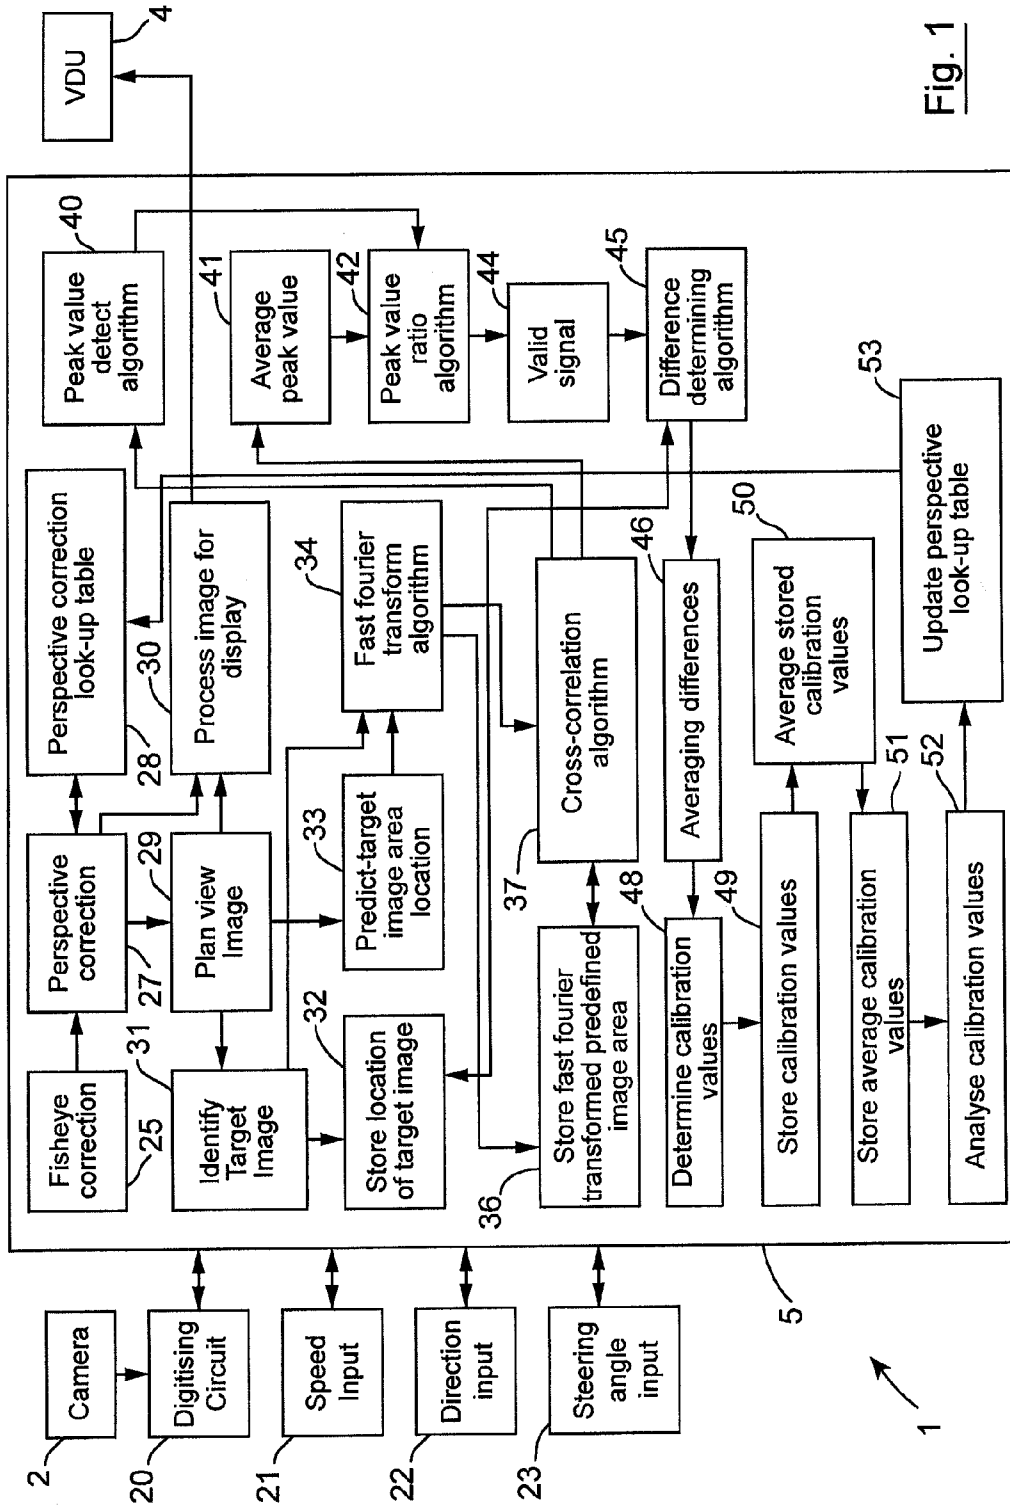 VDU
4
Fig. 1
Peak value
detect
algorithm
40
Average
peak value
41
Peak value
ratio
algorithm
42
Valid
signal
44
Difference
determining
algorithm
45
Perspective correction
look-up table
28
Process image for
display
30
Fast fourier
transform
algorithm
34
Cross-correlation
algorithm
37
Averaging differences
46
Average stored
calibration
values
50
Update perspective
look-up table
53
Perspective
correction
27
Plan view
Image
29
Predict-target
image area
location
33
Fisheye
correction
25
Identify
Target
Image
31
Store location
of target image
32
Store fast fourier
transformed predefined
image area
36
Determine calibration
values
48
Store calibration values
49
Store average calibration
values
51
Analyse calibration values
52
Camera
2
Digitising
Circuit
20
Speed
Input
21
Direction
input
22
Steering
angle
input
23
5
1